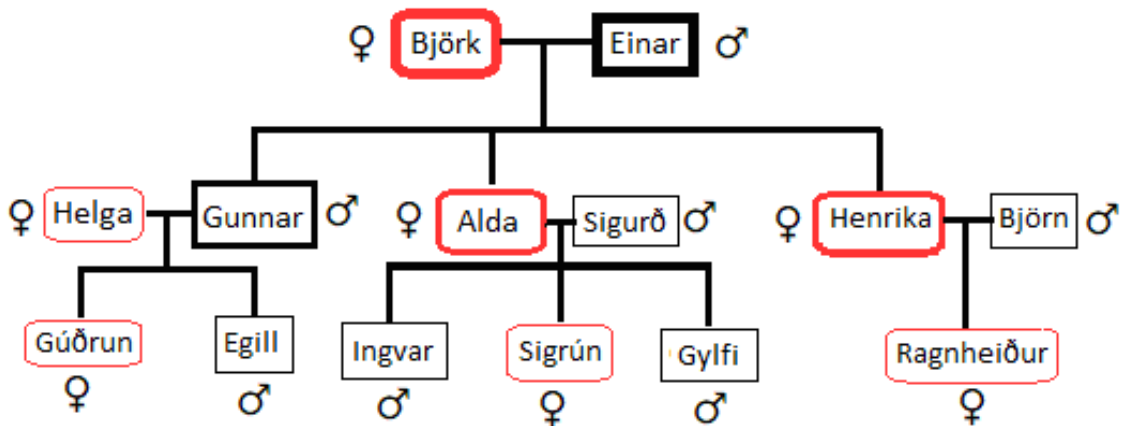 ♀ Björk Einar ♂
♀ Helga Gunnar ♂ ♀ Alda Sigurð ♂ ♀ Henrika Björn ♂
Gúðrun Egill Ingvar Sigrún Gylfi Ragnheiður
♀ ♂ ♂ ♀ ♂ ♀